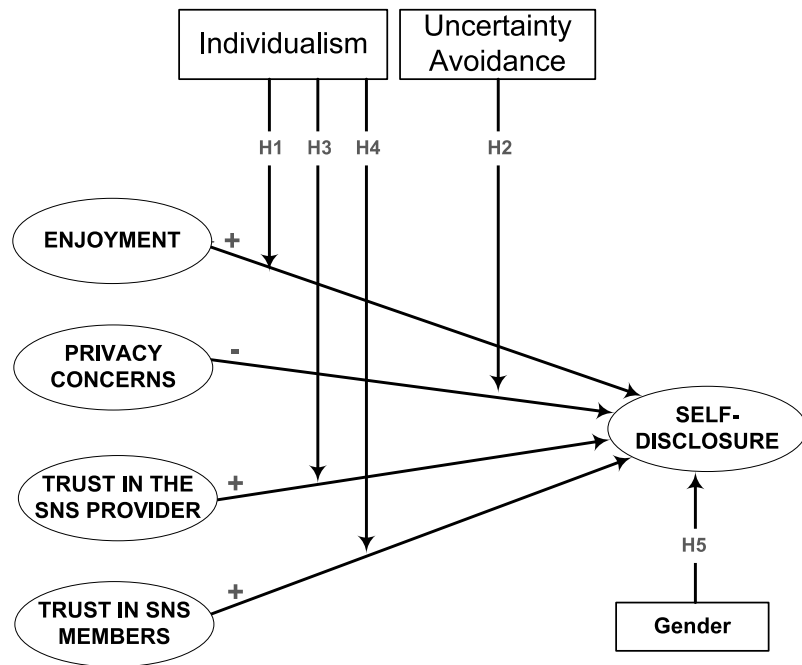 Individualism
Uncertainty
Avoidance
H1
H3
H4
H2
ENJOYMENT
+
PRIVACY
CONCERNS
-
SELF-
DISCLOSURE
TRUST IN THE
SNS PROVIDER
+
H5
TRUST IN SNS
MEMBERS
+
Gender